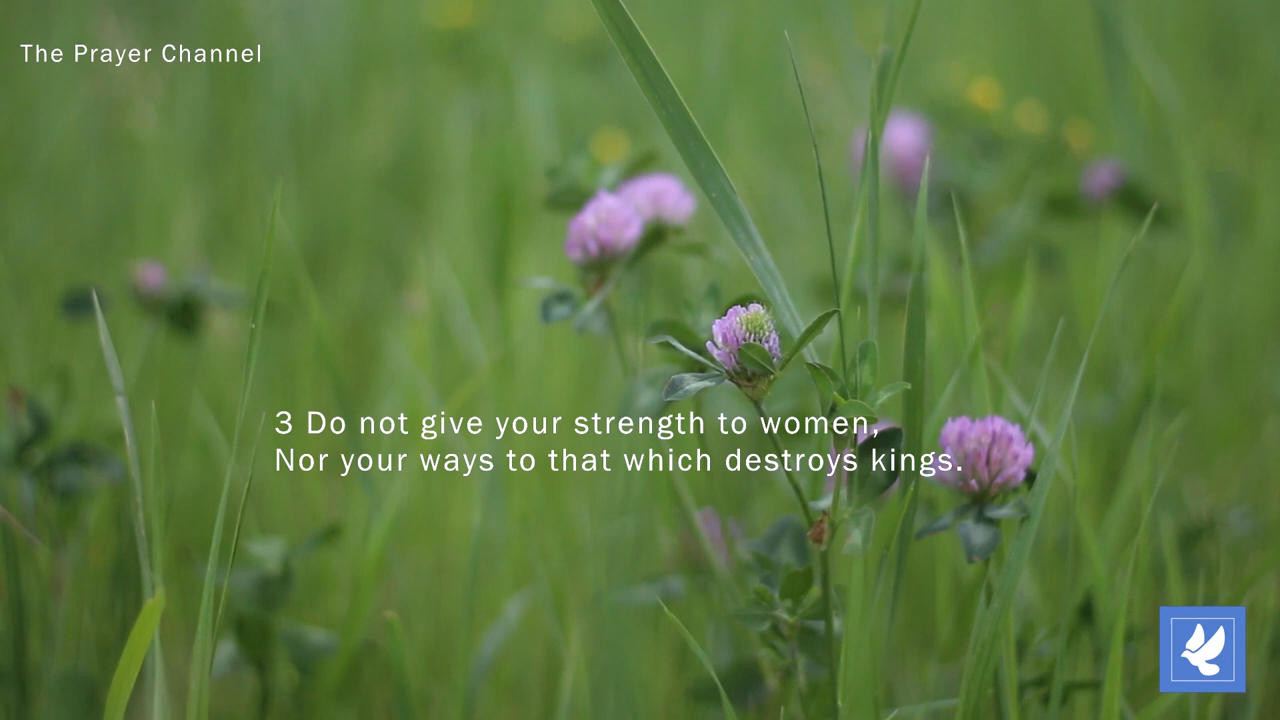 The Prayer Channel
3 Do not give your strength to women,
Nor your ways to that which destroys kings.